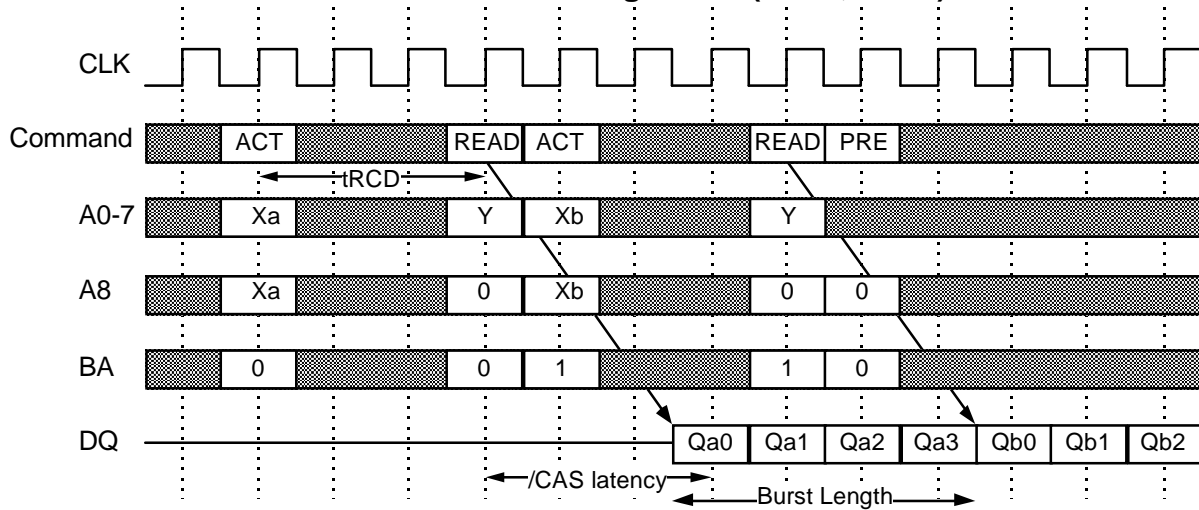 CLK
Command ACT READ ACT READ PRE
tRCD
A0-7 Xa Y Xb Y
A8 Xa 0 Xb 0 0
BA 0 0 1 1 0
DQ Qa0 Qa1 Qa2 Qa3 Qb0 Qb1 Qb2
/CAS latency
Burst Length